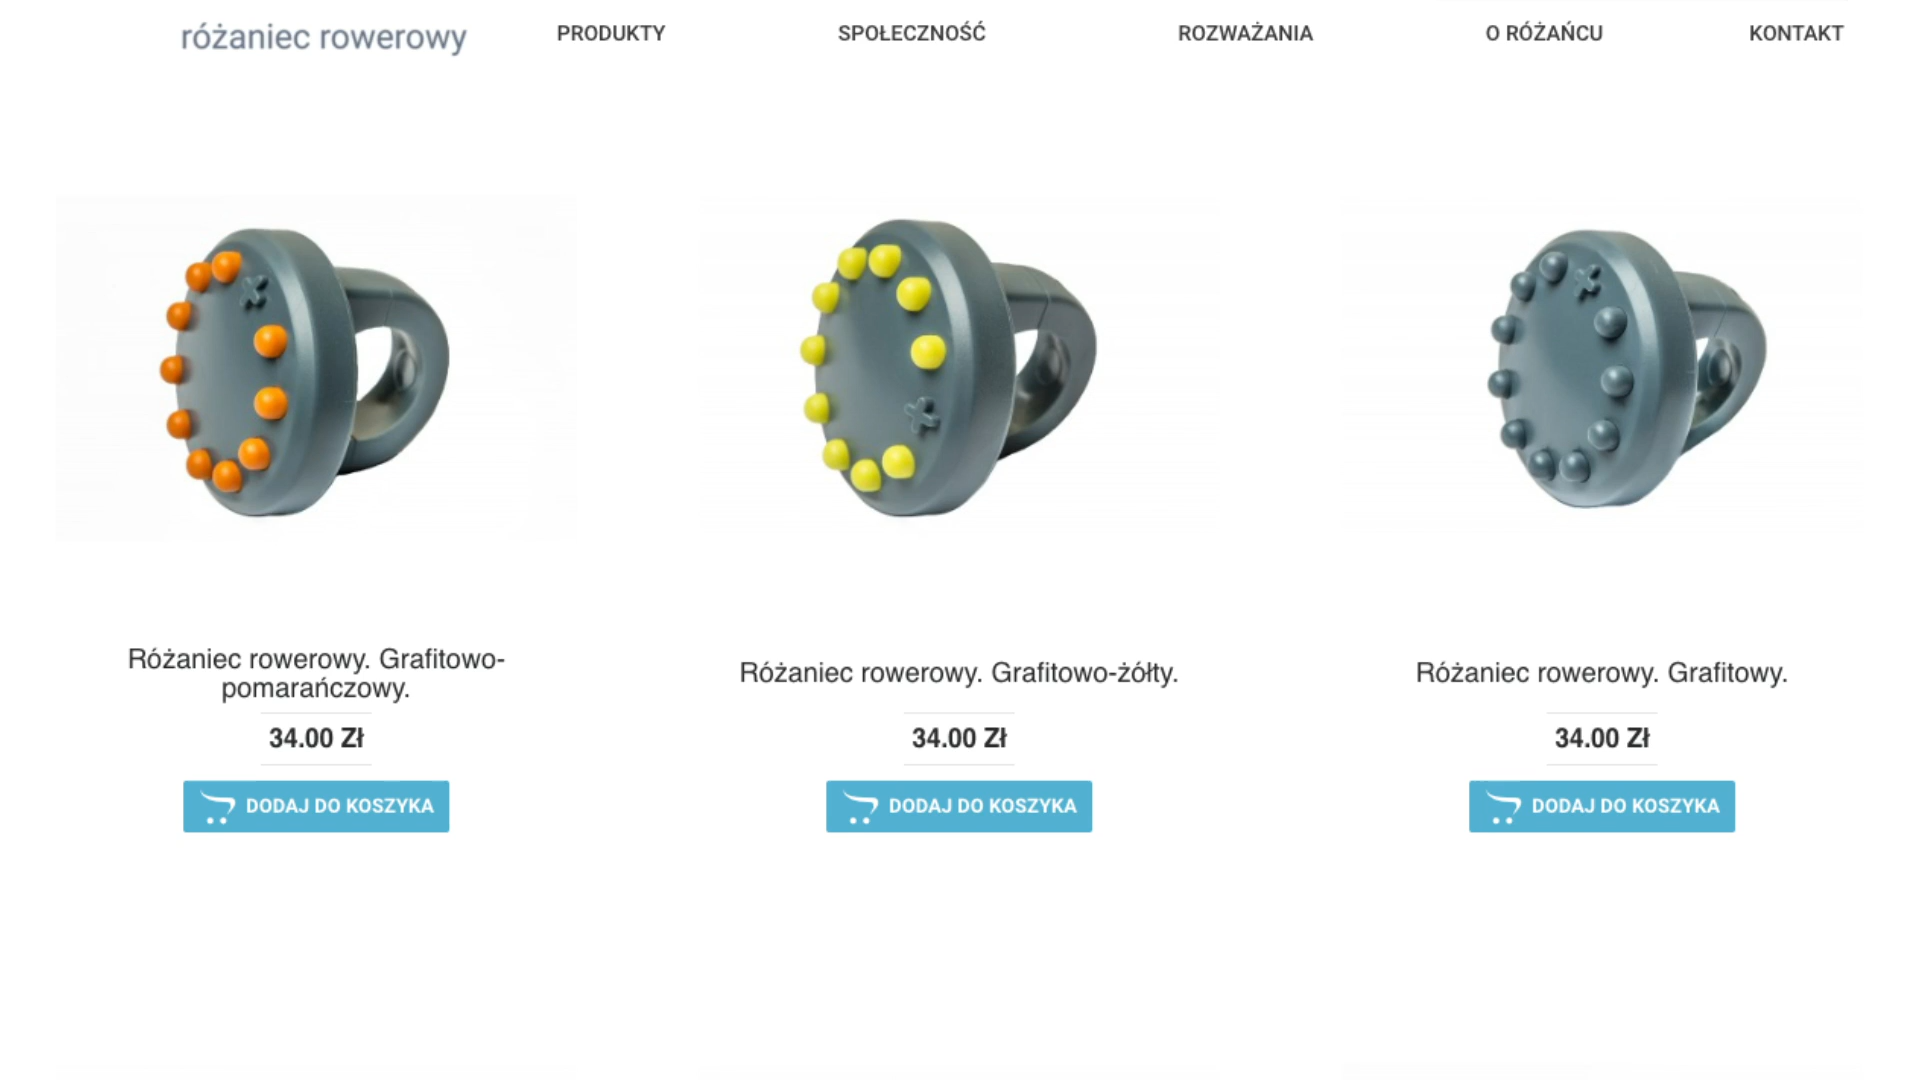 różaniec rowerowy
PRODUKTY
SPOŁECZNOŚĆ
ROZWAŻANIA
O RÓŻAŃCU
KONTAKT
Różaniec rowerowy. Grafitowo-
pomarańczowy.
34.00 Zł
DODAJ DO KOSZYKA
Różaniec rowerowy. Grafitowo-żółty.
34.00 Zł
DODAJ DO KOSZYKA
Różaniec rowerowy. Grafitowy.
34.00 Zł
DODAJ DO KOSZYKA